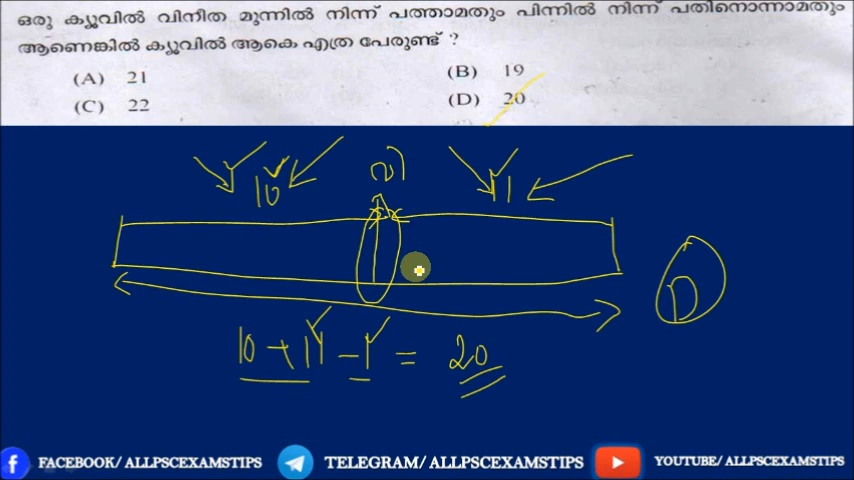 ഒരു ക്യൂവിൽ വിനീത മുന്നിൽ നിന്ന് പത്താമതും പിന്നിൽ നിന്ന് പതിനൊന്നാമതും
ആണെങ്കിൽ ക്യൂവിൽ ആകെ എത്ര പേരുണ്ട് ?
(A) 21 (B) 19
(C) 22 (D) 20
വി
10 11
D
10 + 11 - 1 = 20
f FACEBOOK/ ALLPSCEXAMSTIPS TELEGRAM/ ALLPSCEXAMSTIPS YOUTUBE/ ALLPSCEXAMSTIPS